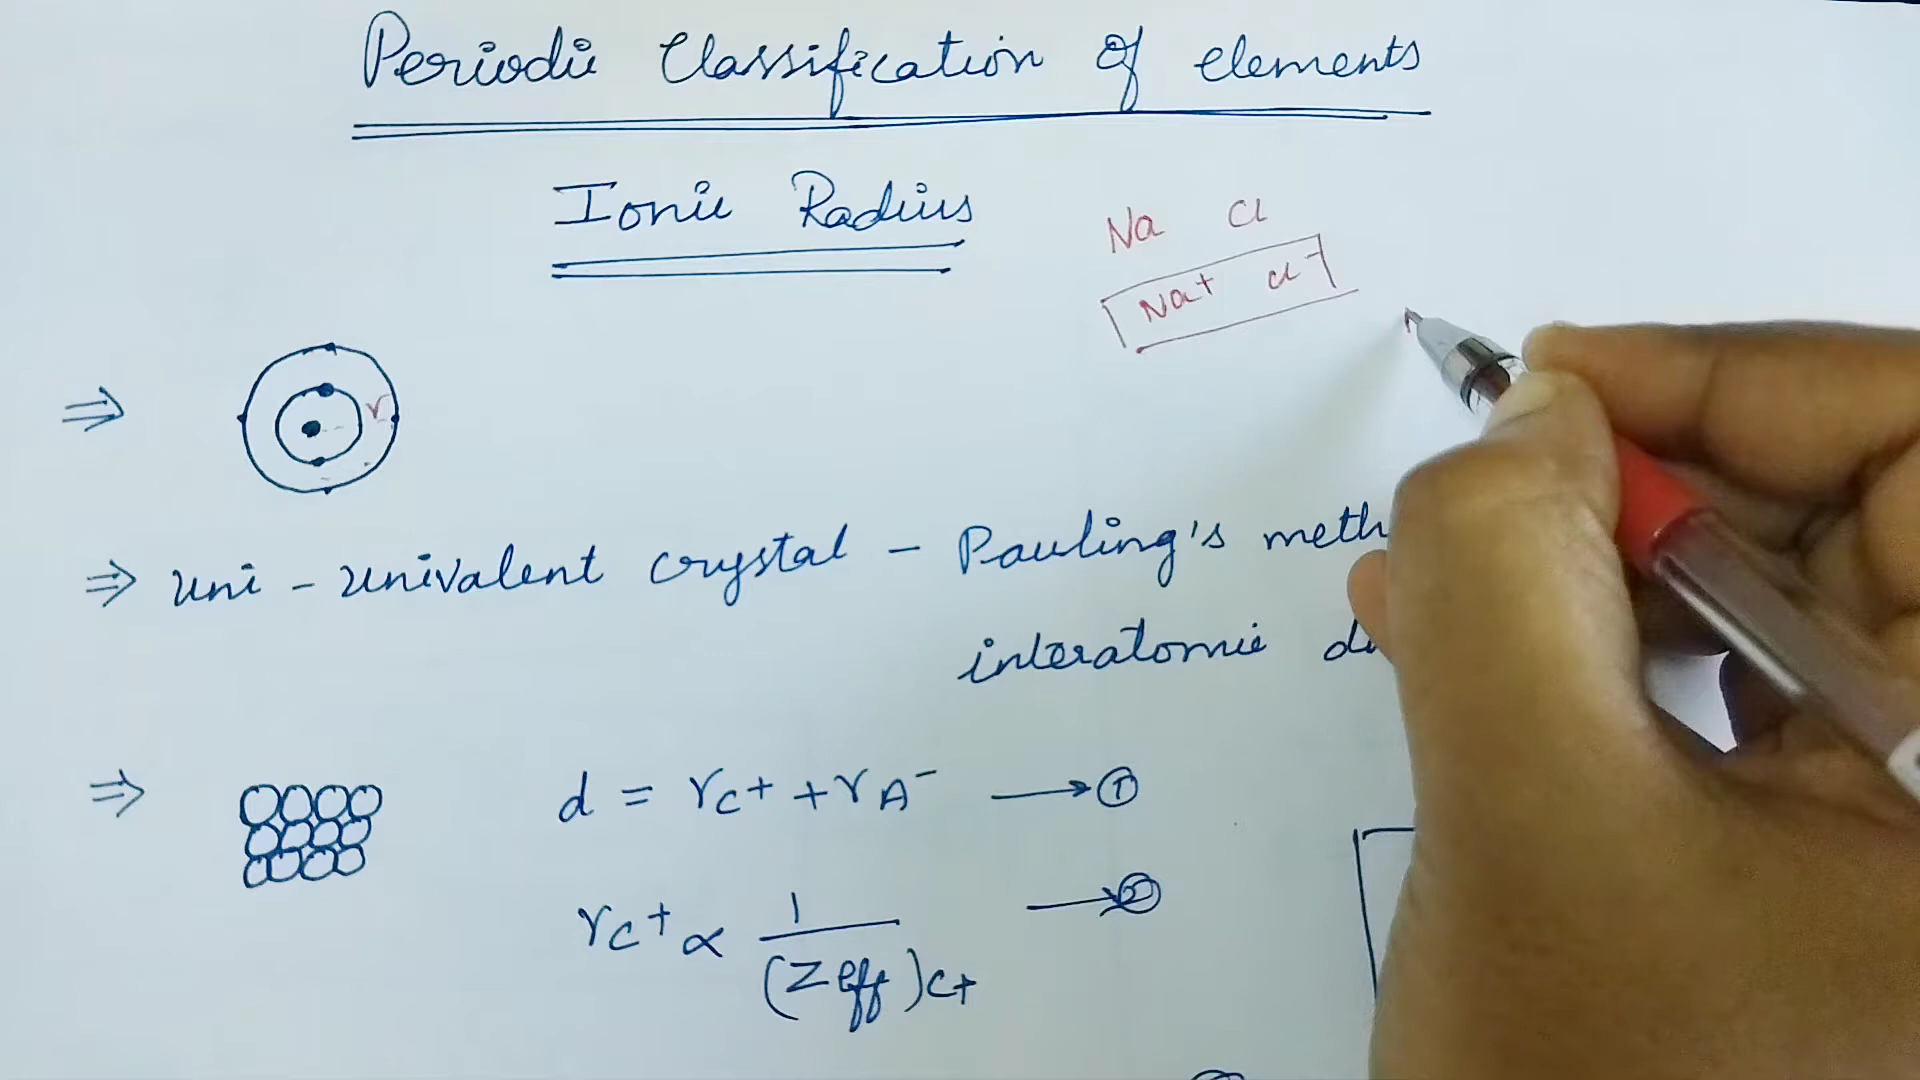 Periodic Classification Of elements
Ionic Radius
Na Cl
Na+ Cl-
r
⇒ uni - univalent crystal - Pauling's
interatomic
⇒ d = rC+ + rA- → ①
rC+ ∝ 1/(Zeff)C+ → ②